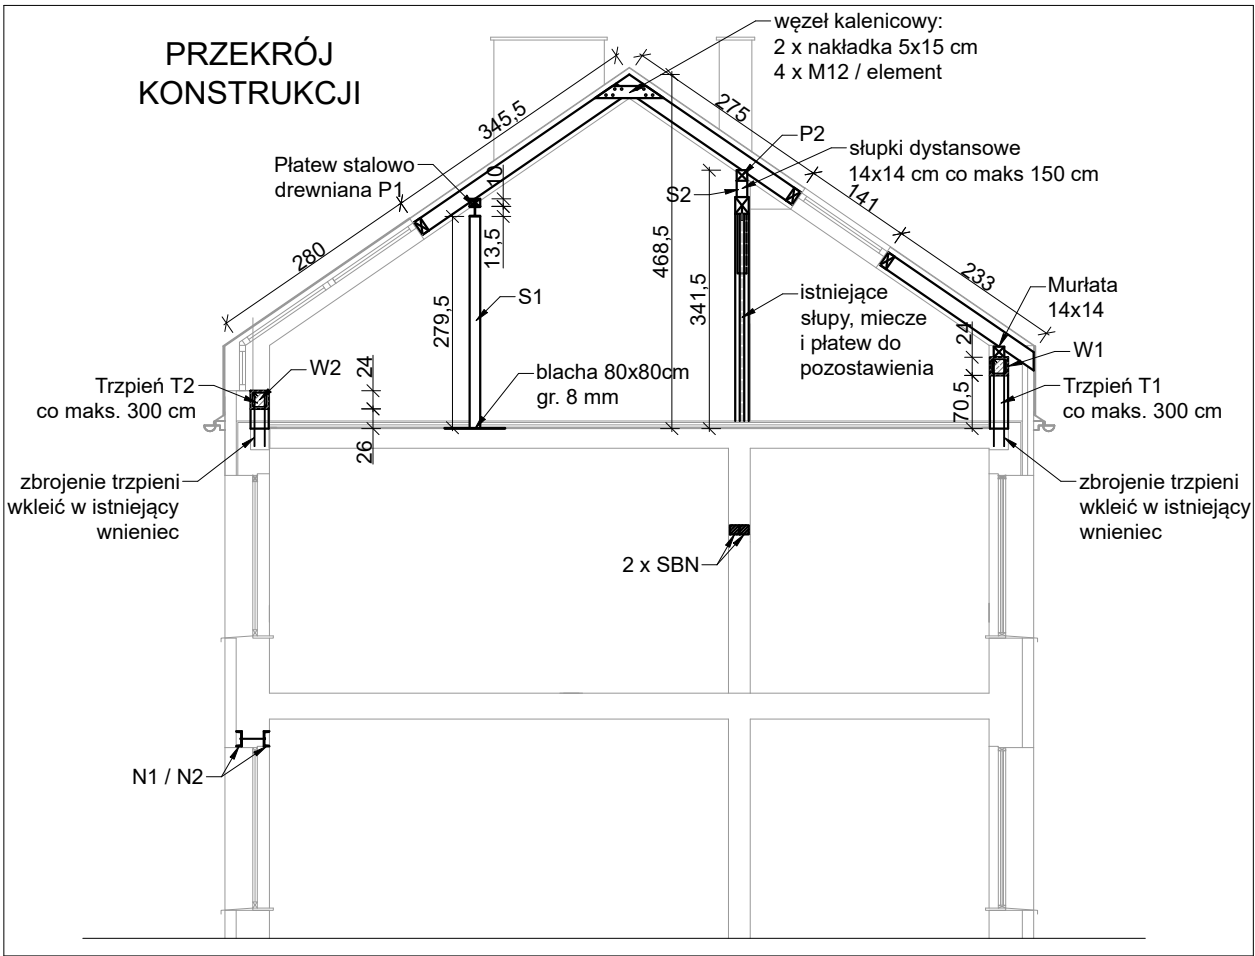 PRZEKRÓJ
KONSTRUKCJI
węzeł kalenicowy:
2 x nakładka 5x15 cm
4 x M12 / element
345,5
275
P2
słupki dystansowe
14x14 cm co maks 150 cm
Płatew stalowo
drewniana P1
10
S2
141
280
13,5
468,5
341,5
233
279,5
S1
istniejące
słupy, miecze
i płatew do
pozostawienia
Murłata
14x14
24
W1
70,5
Trzpień T1
co maks. 300 cm
Trzpień T2
co maks. 300 cm
W2
24
26
blacha 80x80cm
gr. 8 mm
zbrojenie trzpieni
wkleić w istniejący
wnieniec
zbrojenie trzpieni
wkleić w istniejący
wnieniec
2 x SBN
N1 / N2